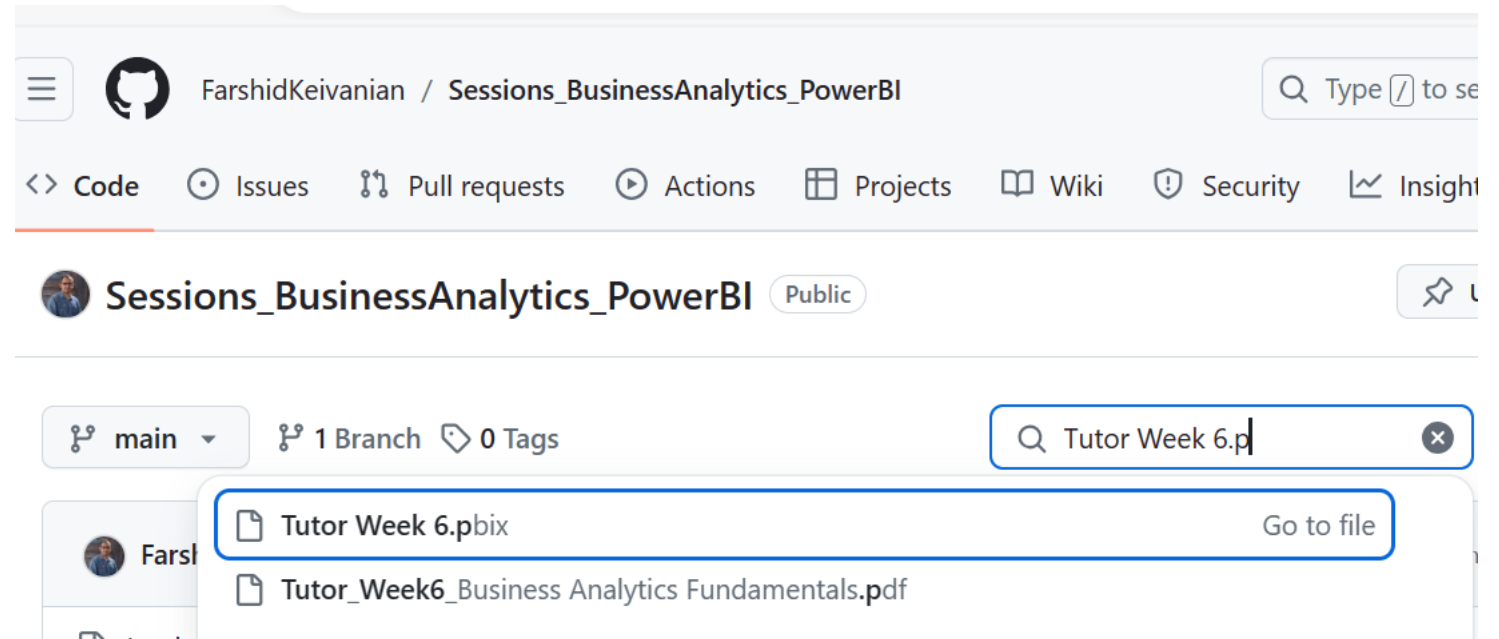 FarshidKeivanian / Sessions_BusinessAnalytics_PowerBI
Type / to se
Code Issues Pull requests Actions Projects Wiki Security Insight
Sessions_BusinessAnalytics_PowerBI Public
main 1 Branch 0 Tags Tutor Week 6.p
Tutor Week 6.pbix Go to file
Farsh
Tutor_Week6_Business Analytics Fundamentals.pdf